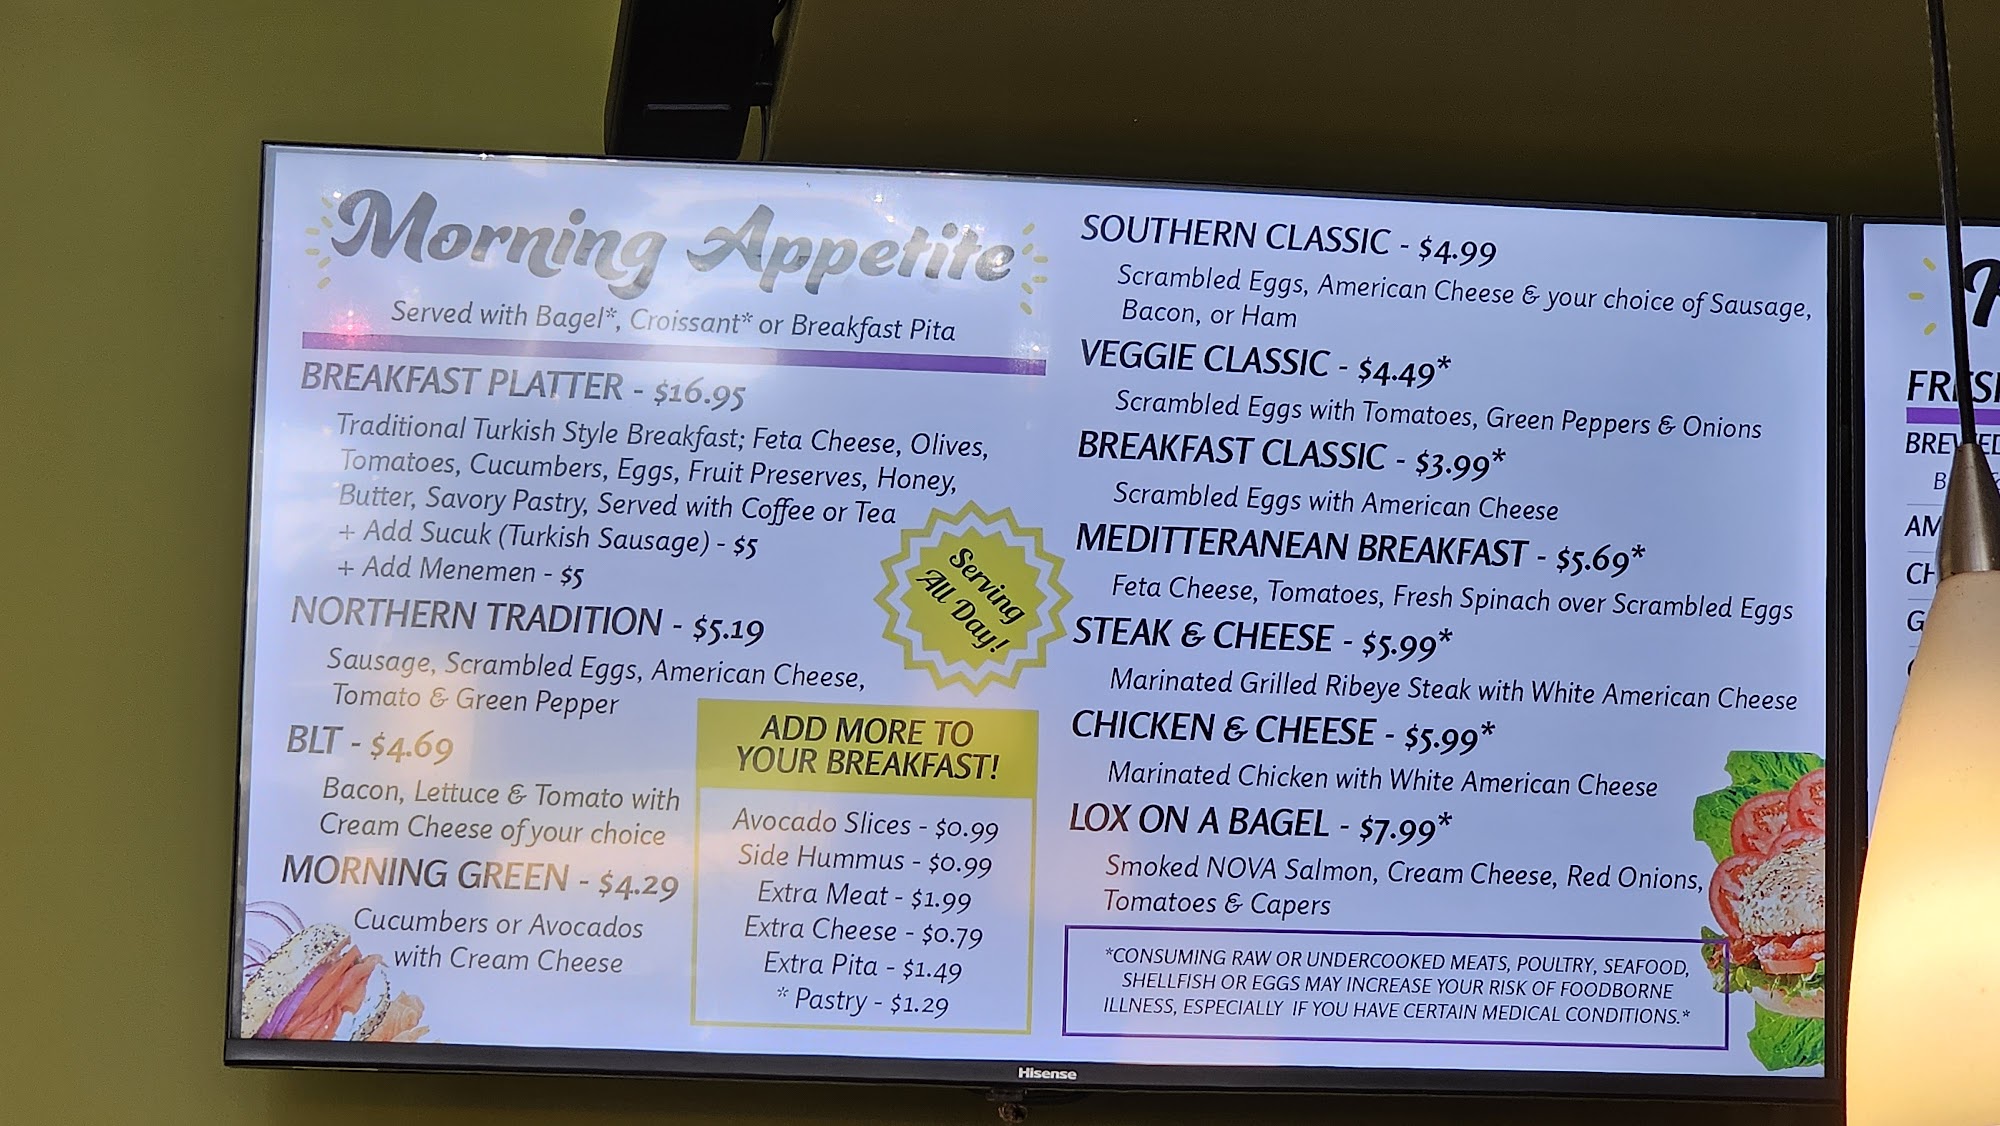 Morning Appetite
Served with Bagel*, Croissant* or Breakfast Pita
BREAKFAST PLATTER - $16.95
Traditional Turkish Style Breakfast; Feta Cheese, Olives,
Tomatoes, Cucumbers, Eggs, Fruit Preserves, Honey,
Butter, Savory Pastry, Served with Coffee or Tea
+ Add Sucuk (Turkish Sausage) - $5
+ Add Menemen - $5
NORTHERN TRADITION - $5.19
Sausage, Scrambled Eggs, American Cheese,
Tomato & Green Pepper
BLT - $4.69
Bacon, Lettuce & Tomato with
Cream Cheese of your choice
MORNING GREEN - $4.29
Cucumbers or Avocados
with Cream Cheese
Serving
All Day!
ADD MORE TO
YOUR BREAKFAST!
Avocado Slices - $0.99
Side Hummus - $0.99
Extra Meat - $1.99
Extra Cheese - $0.79
Extra Pita - $1.49
* Pastry - $1.29
SOUTHERN CLASSIC - $4.99
Scrambled Eggs, American Cheese & your choice of Sausage,
Bacon, or Ham
VEGGIE CLASSIC - $4.49*
Scrambled Eggs with Tomatoes, Green Peppers & Onions
BREAKFAST CLASSIC - $3.99*
Scrambled Eggs with American Cheese
MEDITTERANEAN BREAKFAST - $5.69*
Feta Cheese, Tomatoes, Fresh Spinach over Scrambled Eggs
STEAK & CHEESE - $5.99*
Marinated Grilled Ribeye Steak with White American Cheese
CHICKEN & CHEESE - $5.99*
Marinated Chicken with White American Cheese
LOX ON A BAGEL - $7.99*
Smoked NOVA Salmon, Cream Cheese, Red Onions,
Tomatoes & Capers
*CONSUMING RAW OR UNDERCOOKED MEATS, POULTRY, SEAFOOD,
SHELLFISH OR EGGS MAY INCREASE YOUR RISK OF FOODBORNE
ILLNESS, ESPECIALLY IF YOU HAVE CERTAIN MEDICAL CONDITIONS.*
Hisense